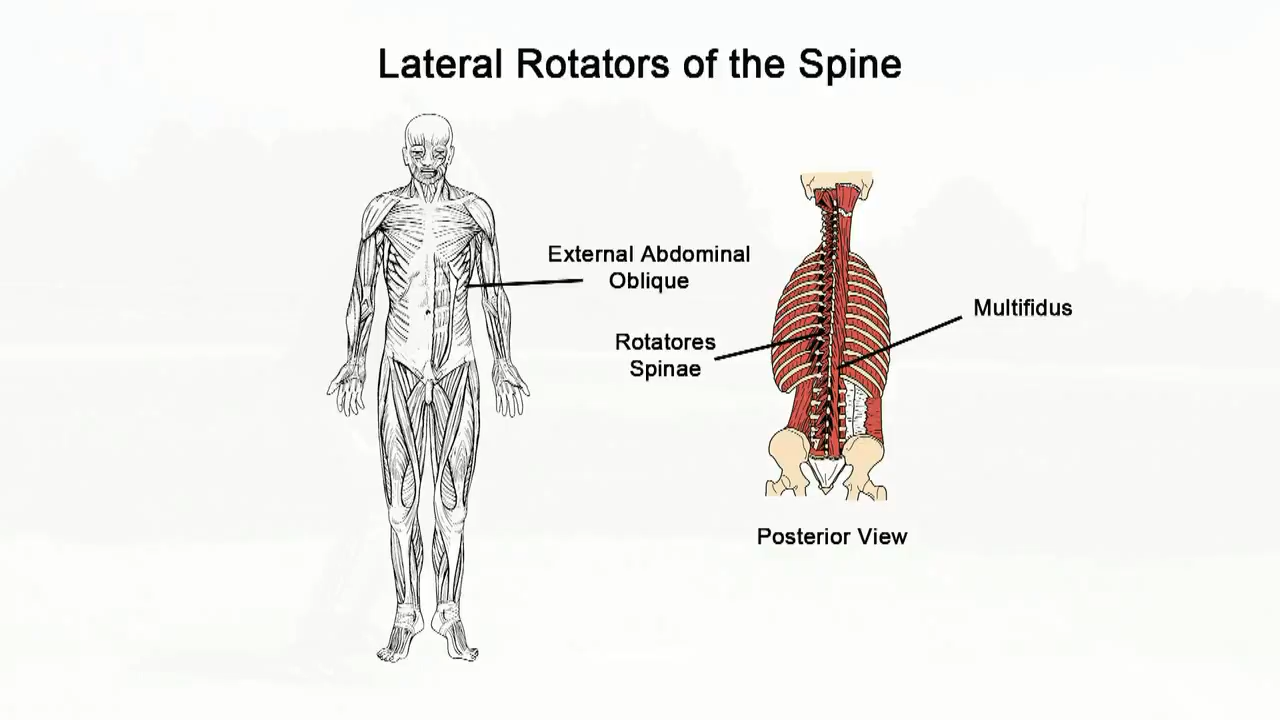 Lateral Rotators of the Spine
External Abdominal
Oblique
Rotatores
Spinae
Multifidus
Posterior View